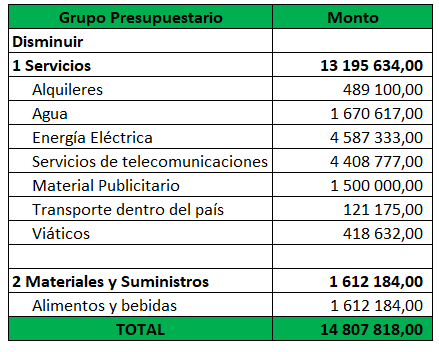 Grupo Presupuestario Monto
Disminuir
1 Servicios 13 195 634,00
Alquileres 489 100,00
Agua 1 670 617,00
Energía Eléctrica 4 587 333,00
Servicios de telecomunicaciones 4 408 777,00
Material Publicitario 1 500 000,00
Transporte dentro del país 121 175,00
Viáticos 418 632,00
2 Materiales y Suministros 1 612 184,00
Alimentos y bebidas 1 612 184,00
TOTAL 14 807 818,00